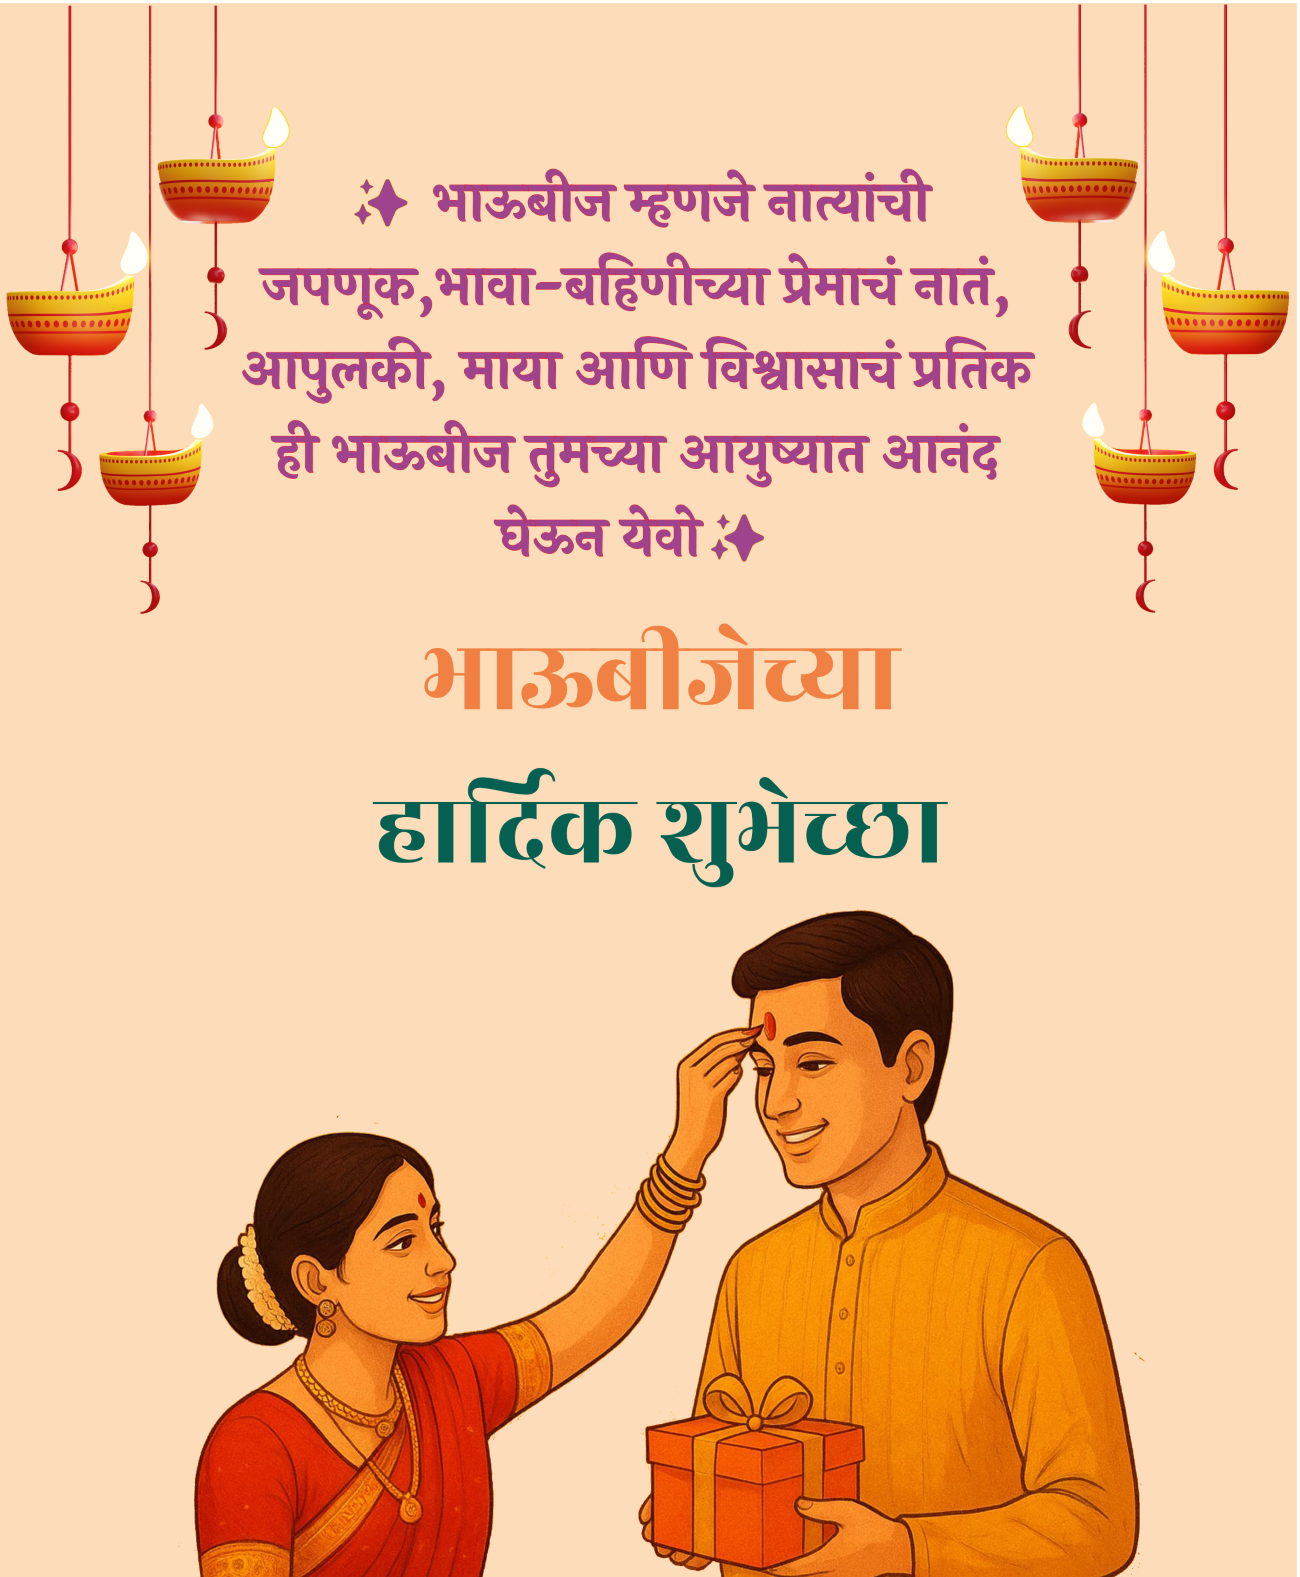 ✨ भाऊबीज म्हणजे नात्यांची
जपणूक,भावा-बहिणीच्या प्रेमाचं नातं,
आपुलकी, माया आणि विश्वासाचं प्रतिक
ही भाऊबीज तुमच्या आयुष्यात आनंद
घेऊन येवो ✨
भाऊबीजेच्या
हार्दिक शुभेच्छा